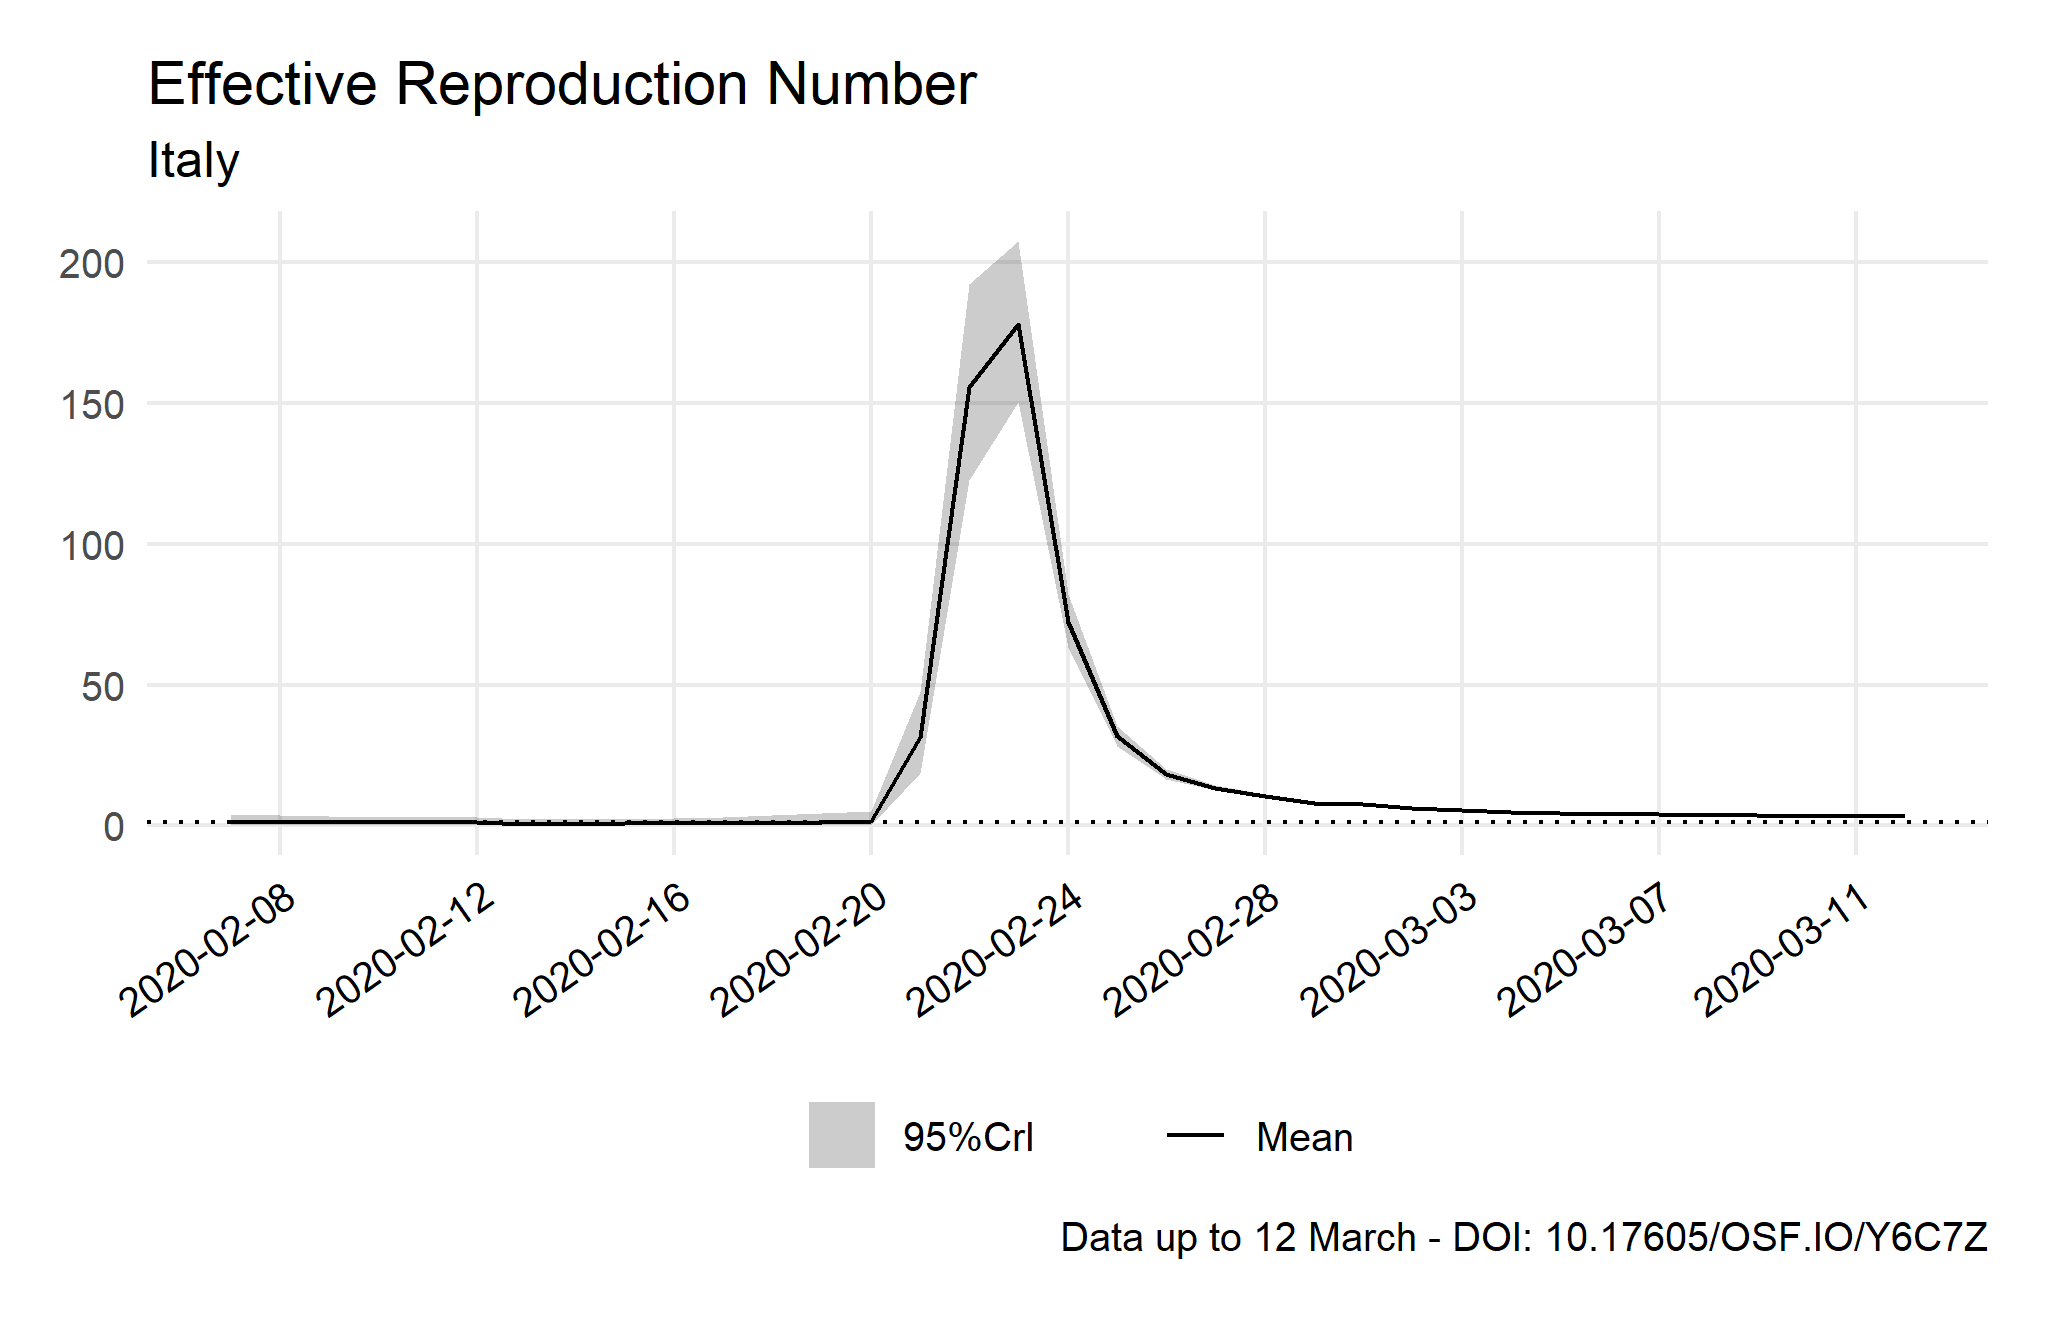 Effective Reproduction Number
Italy
200
150
100
50
0
2020-02-08
2020-02-12
2020-02-16
2020-02-20
2020-02-24
2020-02-28
2020-03-03
2020-03-07
2020-03-11
95%CrI
Mean
Data up to 12 March - DOI: 10.17605/OSF.IO/Y6C7Z